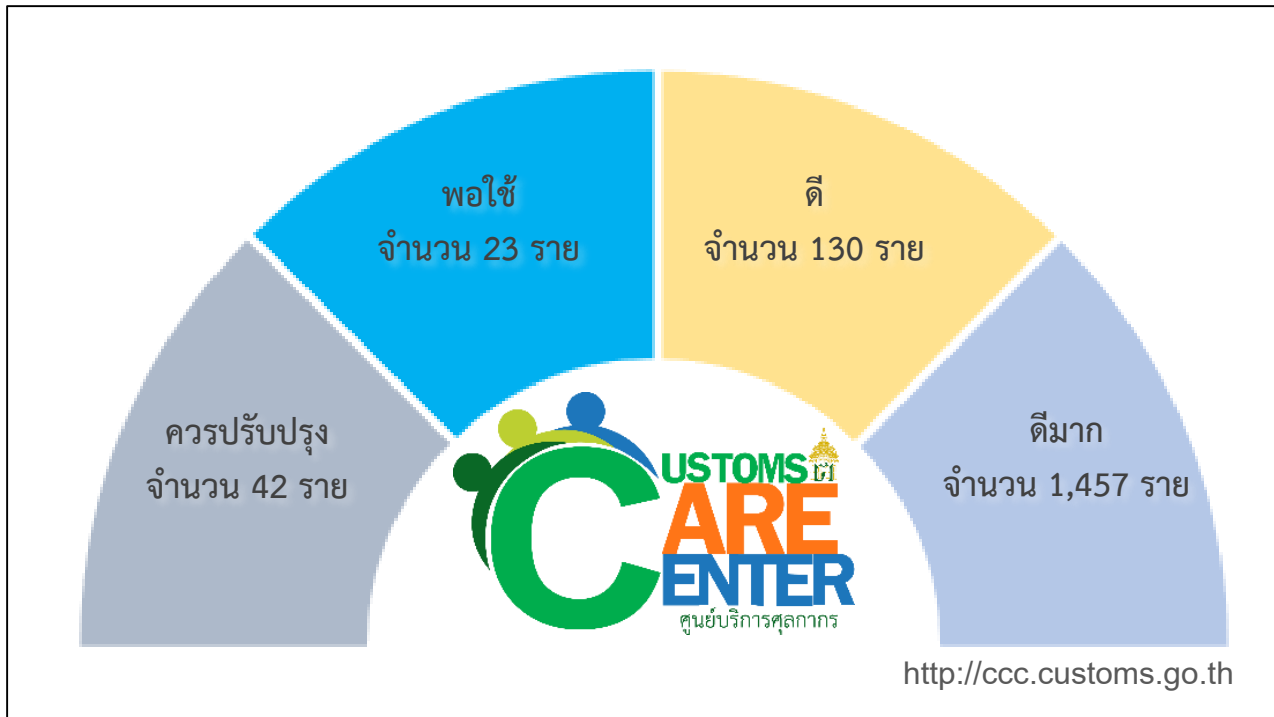 พอใช้
จำนวน 23 ราย
ดี
จำนวน 130 ราย
ควรปรับปรุง
จำนวน 42 ราย
ดีมาก
จำนวน 1,457 ราย
CUSTOMS
CARE
CENTER
ศูนย์บริการศุลกากร
http://ccc.customs.go.th